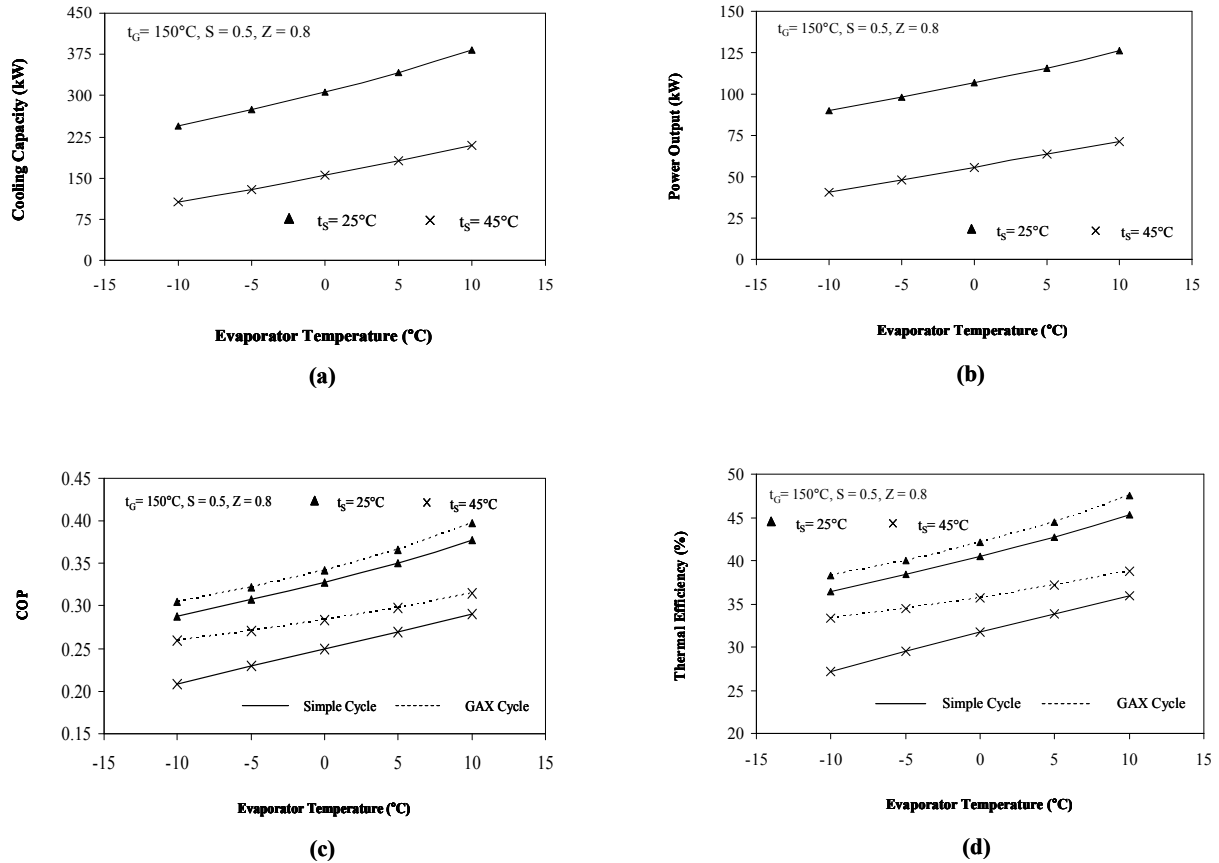 450
375
300
225
150
75
0
Cooling Capacity (kW)
t_G= 150°C, S = 0.5, Z = 0.8
t_S= 25°C t_S= 45°C
-15 -10 -5 0 5 10 15
Evaporator Temperature (°C)
(a)
150
125
100
75
50
25
0
Power Output (kW)
t_G= 150°C, S = 0.5, Z = 0.8
t_S= 25°C t_S= 45°C
-15 -10 -5 0 5 10 15
Evaporator Temperature (°C)
(b)
0.45
0.40
0.35
0.30
0.25
0.20
0.15
COP
t_G= 150°C, S = 0.5, Z = 0.8 t_S= 25°C t_S= 45°C
Simple Cycle GAX Cycle
-15 -10 -5 0 5 10 15
Evaporator Temperature (°C)
(c)
50
45
40
35
30
25
20
Thermal Efficiency (%)
t_G= 150°C, S = 0.5, Z = 0.8
t_S= 25°C t_S= 45°C
Simple Cycle GAX Cycle
-15 -10 -5 0 5 10 15
Evaporator Temperature (°C)
(d)